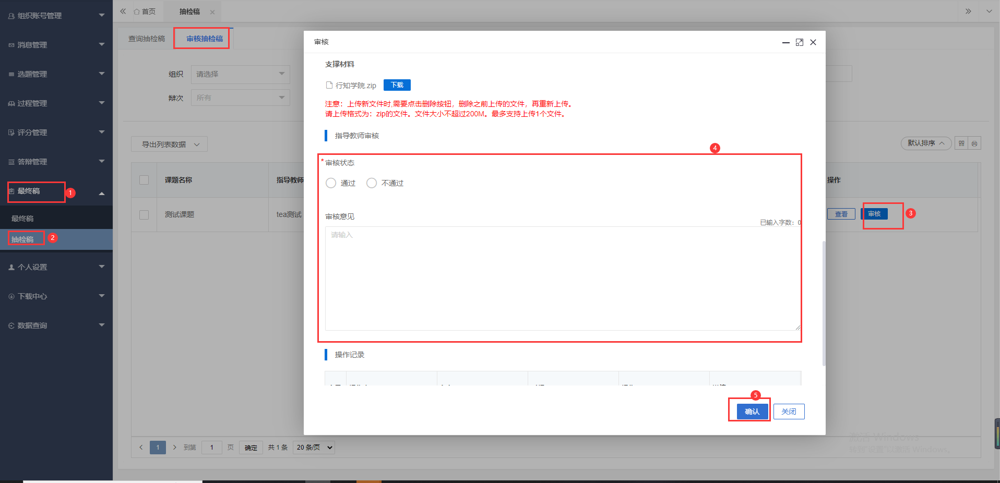 组织账号管理
消息管理
选题管理
过程管理
评分管理
答辩管理
最终稿
1
最终稿
抽检稿
2
个人设置
下载中心
数据查询
首页
抽检稿
查询抽检稿
审核抽检稿
组织
请选择
辩次
所有
导出列表数据
默认排序
课题名称
指导教师
操作
测试课题
tea测试
查看
审核
3
1
到第
1
页
确定
共 1 条
20 条/页
审核
支撑材料
行知学院.zip
下载
注意：上传新文件时,需要点击删除按钮，删除之前上传的文件，再重新上传。
请上传格式为：zip的文件。文件大小不超过200M。最多支持上传1个文件。
指导教师审核
4
*审核状态
通过
不通过
审核意见
已输入字数：0
请输入
操作记录
5
确认
关闭
激活 Windows
转到"设置"以激活 Windows。